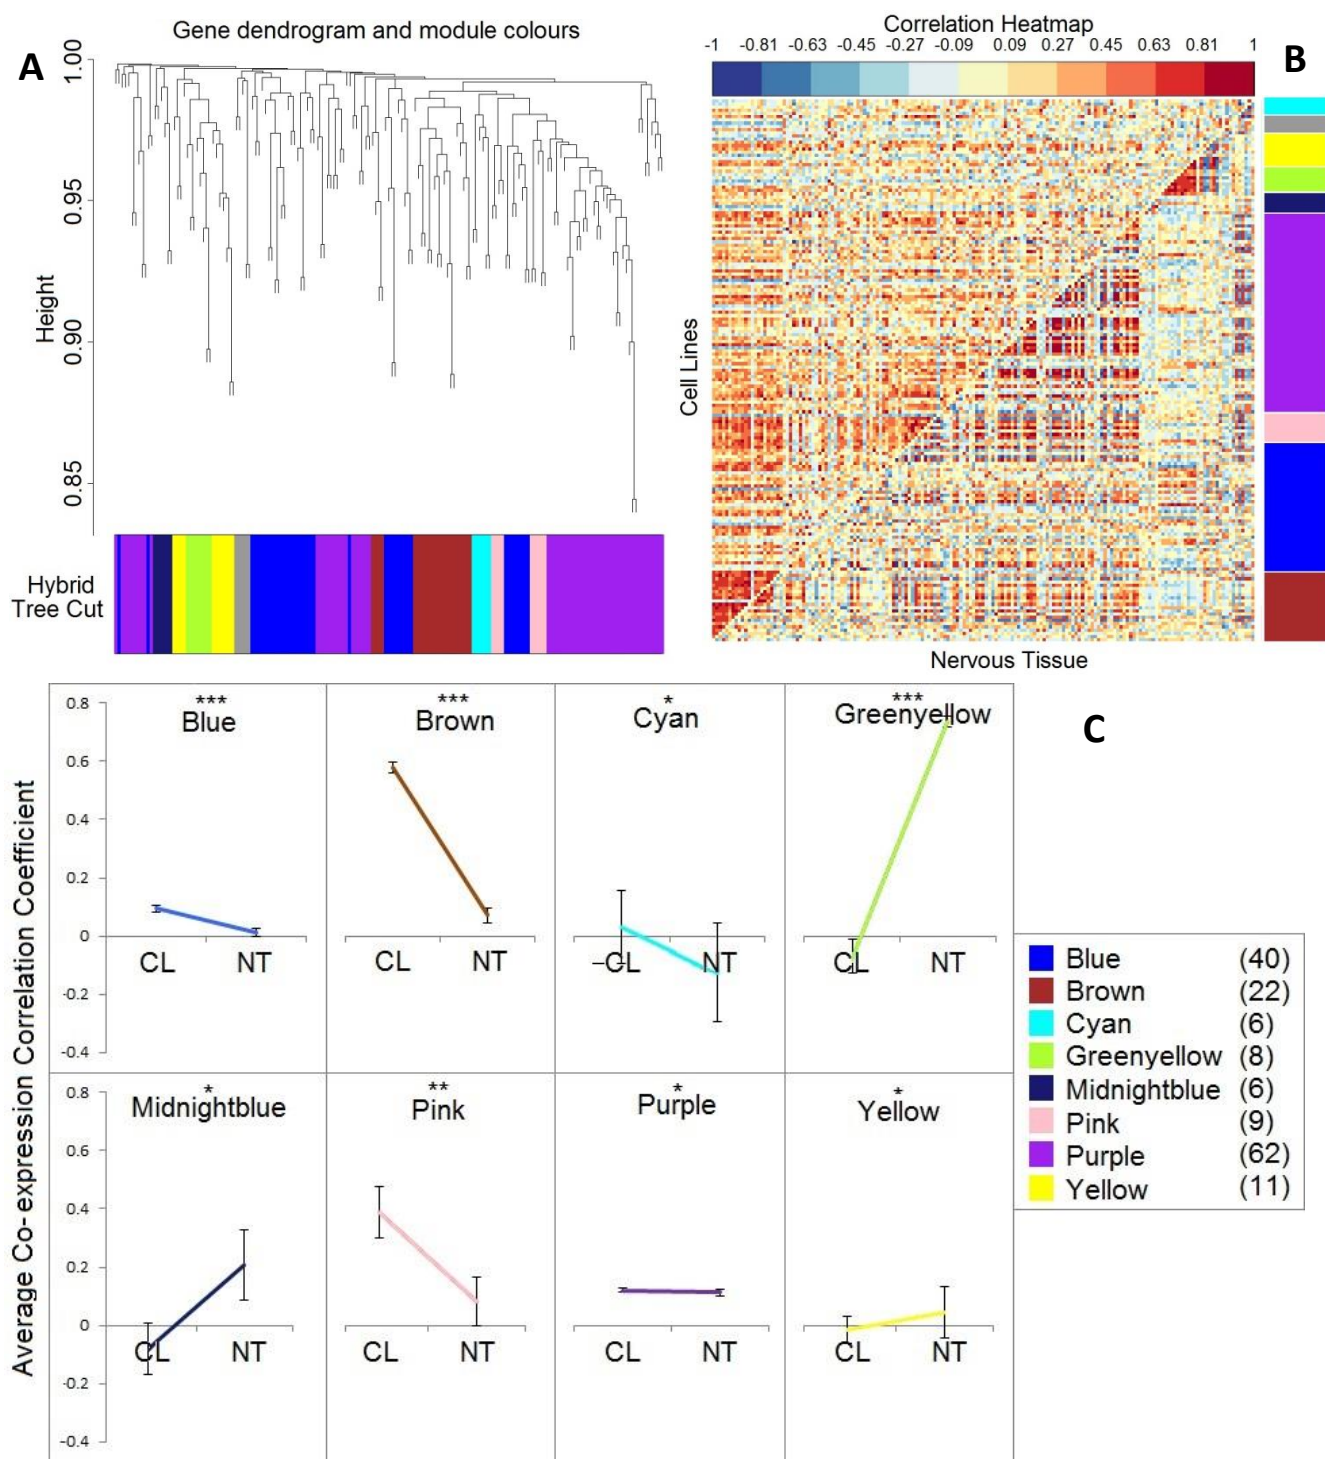 A
Gene dendrogram and module colours
Height
1.00
0.95
0.90
0.85
Hybrid
Tree Cut
Correlation Heatmap
-1 -0.81 -0.63 -0.45 -0.27 -0.09 0.09 0.27 0.45 0.63 0.81 1
B
Cell Lines
Nervous Tissue
C
Average Co-expression Correlation Coefficient
0.8
0.6
0.4
0.2
0
-0.2
-0.4
***
Blue
CL NT
***
Brown
CL NT
*
Cyan
CL NT
***
Greenyellow
CL NT
0.8
0.6
0.4
0.2
0
-0.2
-0.4
*
Midnightblue
CL NT
**
Pink
CL NT
*
Purple
CL NT
*
Yellow
CL NT
Blue (40)
Brown (22)
Cyan (6)
Greenyellow (8)
Midnightblue (6)
Pink (9)
Purple (62)
Yellow (11)